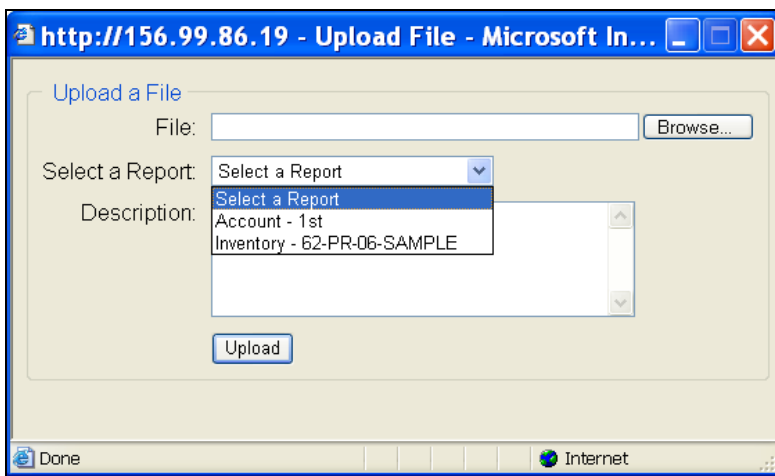 http://156.99.86.19 - Upload File - Microsoft In...
Upload a File
File:
Browse...
Select a Report:
Select a Report
Select a Report
Description:
Account - 1st
Inventory - 62-PR-06-SAMPLE
Upload
Done
Internet